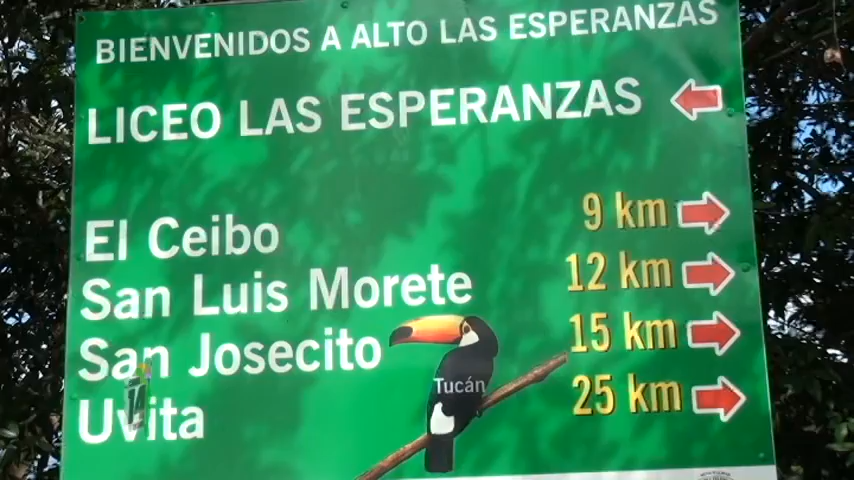 BIENVENIDOS A ALTO LAS ESPERANZAS
LICEO LAS ESPERANZAS
El Ceibo 9 km
San Luis Morete 12 km
San Josecito 15 km
Tucán
Uvita 25 km